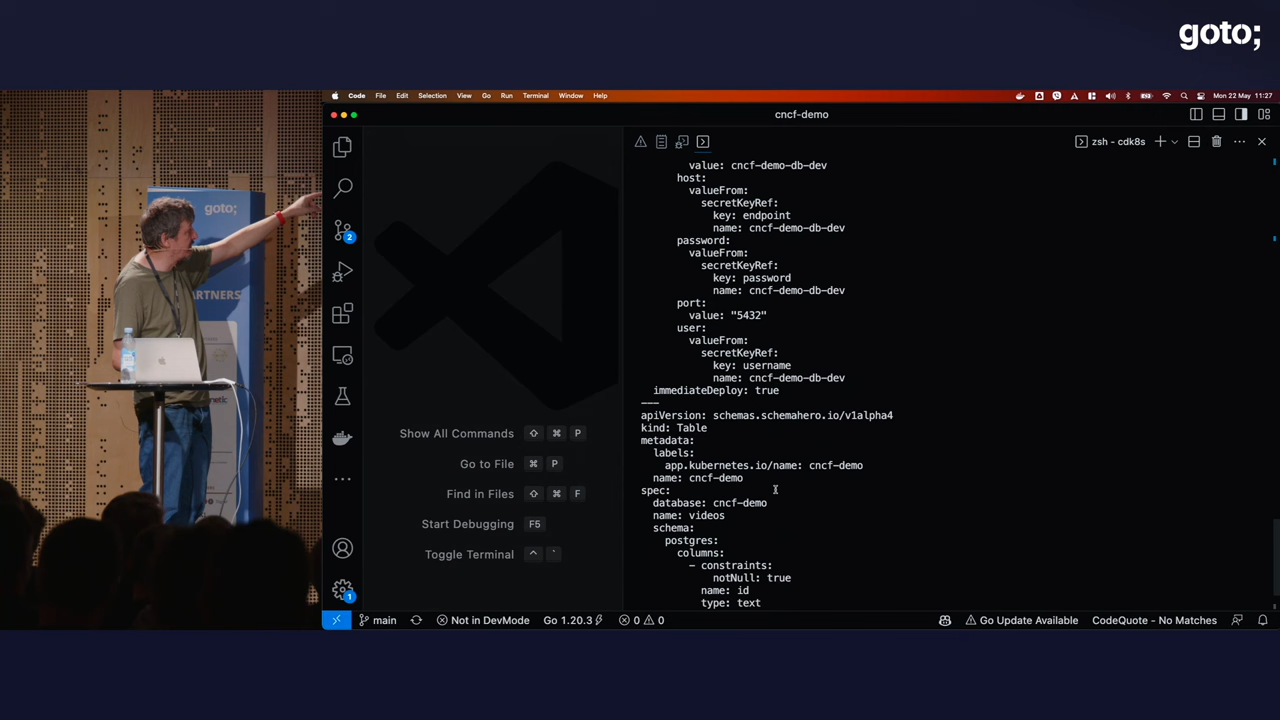 goto;
Code File Edit Selection View Go Run Terminal Window Help
Mon 22 May 11:27
cncf-demo
zsh - cdk8s
value: cncf-demo-db-dev
host:
valueFrom:
secretKeyRef:
key: endpoint
name: cncf-demo-db-dev
password:
valueFrom:
secretKeyRef:
key: password
name: cncf-demo-db-dev
port:
value: "5432"
user:
valueFrom:
secretKeyRef:
key: username
name: cncf-demo-db-dev
immediateDeploy: true
---
apiVersion: schemas.schemahero.io/v1alpha4
kind: Table
metadata:
labels:
app.kubernetes.io/name: cncf-demo
name: cncf-demo
spec:
database: cncf-demo
name: videos
schema:
postgres:
columns:
- constraints:
notNull: true
name: id
type: text
2
Show All Commands ⇧ ⌘ P
Go to File ⌘ P
Find in Files ⇧ ⌘ F
Start Debugging F5
Toggle Terminal ^ `
1
main Not in DevMode Go 1.20.3 0 0 Go Update Available CodeQuote - No Matches
goto;
ARTNERS